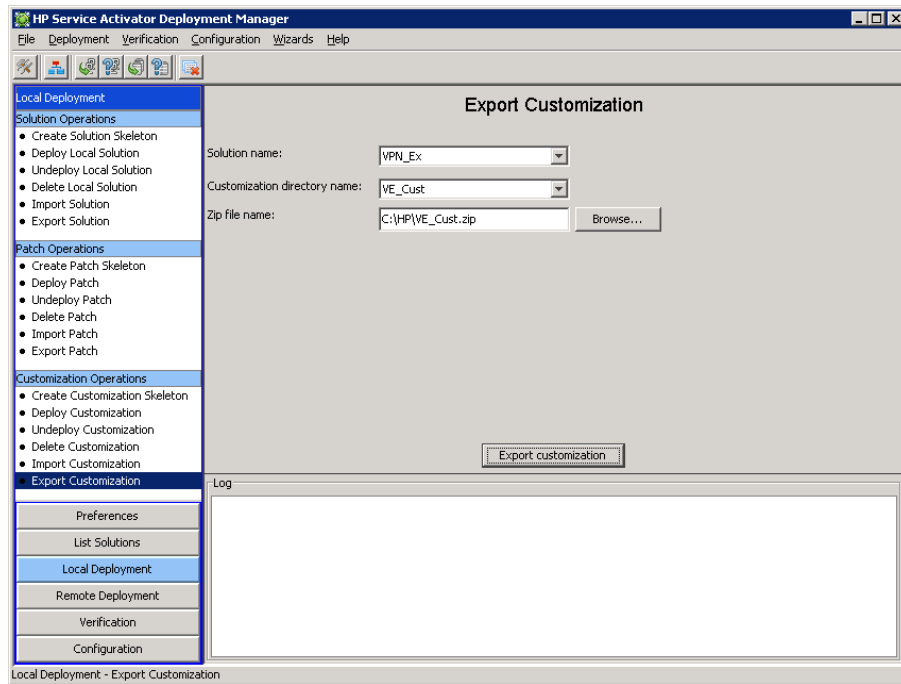 HP Service Activator Deployment Manager
File Deployment Verification Configuration Wizards Help
Local Deployment
Solution Operations
Create Solution Skeleton
Deploy Local Solution
Undeploy Local Solution
Delete Local Solution
Import Solution
Export Solution
Patch Operations
Create Patch Skeleton
Deploy Patch
Undeploy Patch
Delete Patch
Import Patch
Export Patch
Customization Operations
Create Customization Skeleton
Deploy Customization
Undeploy Customization
Delete Customization
Import Customization
Export Customization
Preferences
List Solutions
Local Deployment
Remote Deployment
Verification
Configuration
Export Customization
Solution name: VPN_Ex
Customization directory name: VE_Cust
Zip file name: C:\HP\VE_Cust.zip Browse...
Export customization
Log
Local Deployment - Export Customization